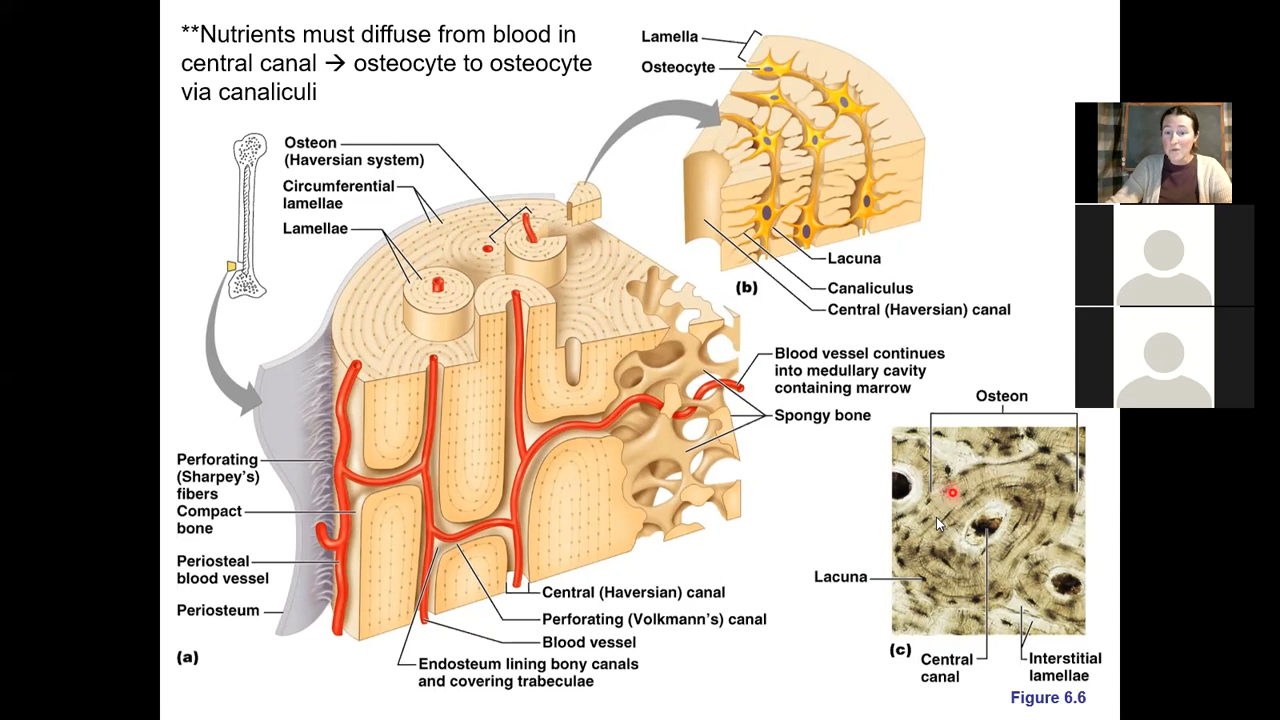 **Nutrients must diffuse from blood in
central canal → osteocyte to osteocyte
via canaliculi
Lamella
Osteocyte
Lacuna
Canaliculus
Central (Haversian) canal
(b)
Osteon
(Haversian system)
Circumferential
lamellae
Lamellae
Blood vessel continues
into medullary cavity
containing marrow
Spongy bone
Perforating
(Sharpey's)
fibers
Compact
bone
Periosteal
blood vessel
Periosteum
(a)
Central (Haversian) canal
Perforating (Volkmann's) canal
Blood vessel
Endosteum lining bony canals
and covering trabeculae
Osteon
Lacuna
(c)
Central
canal
Interstitial
lamellae
Figure 6.6